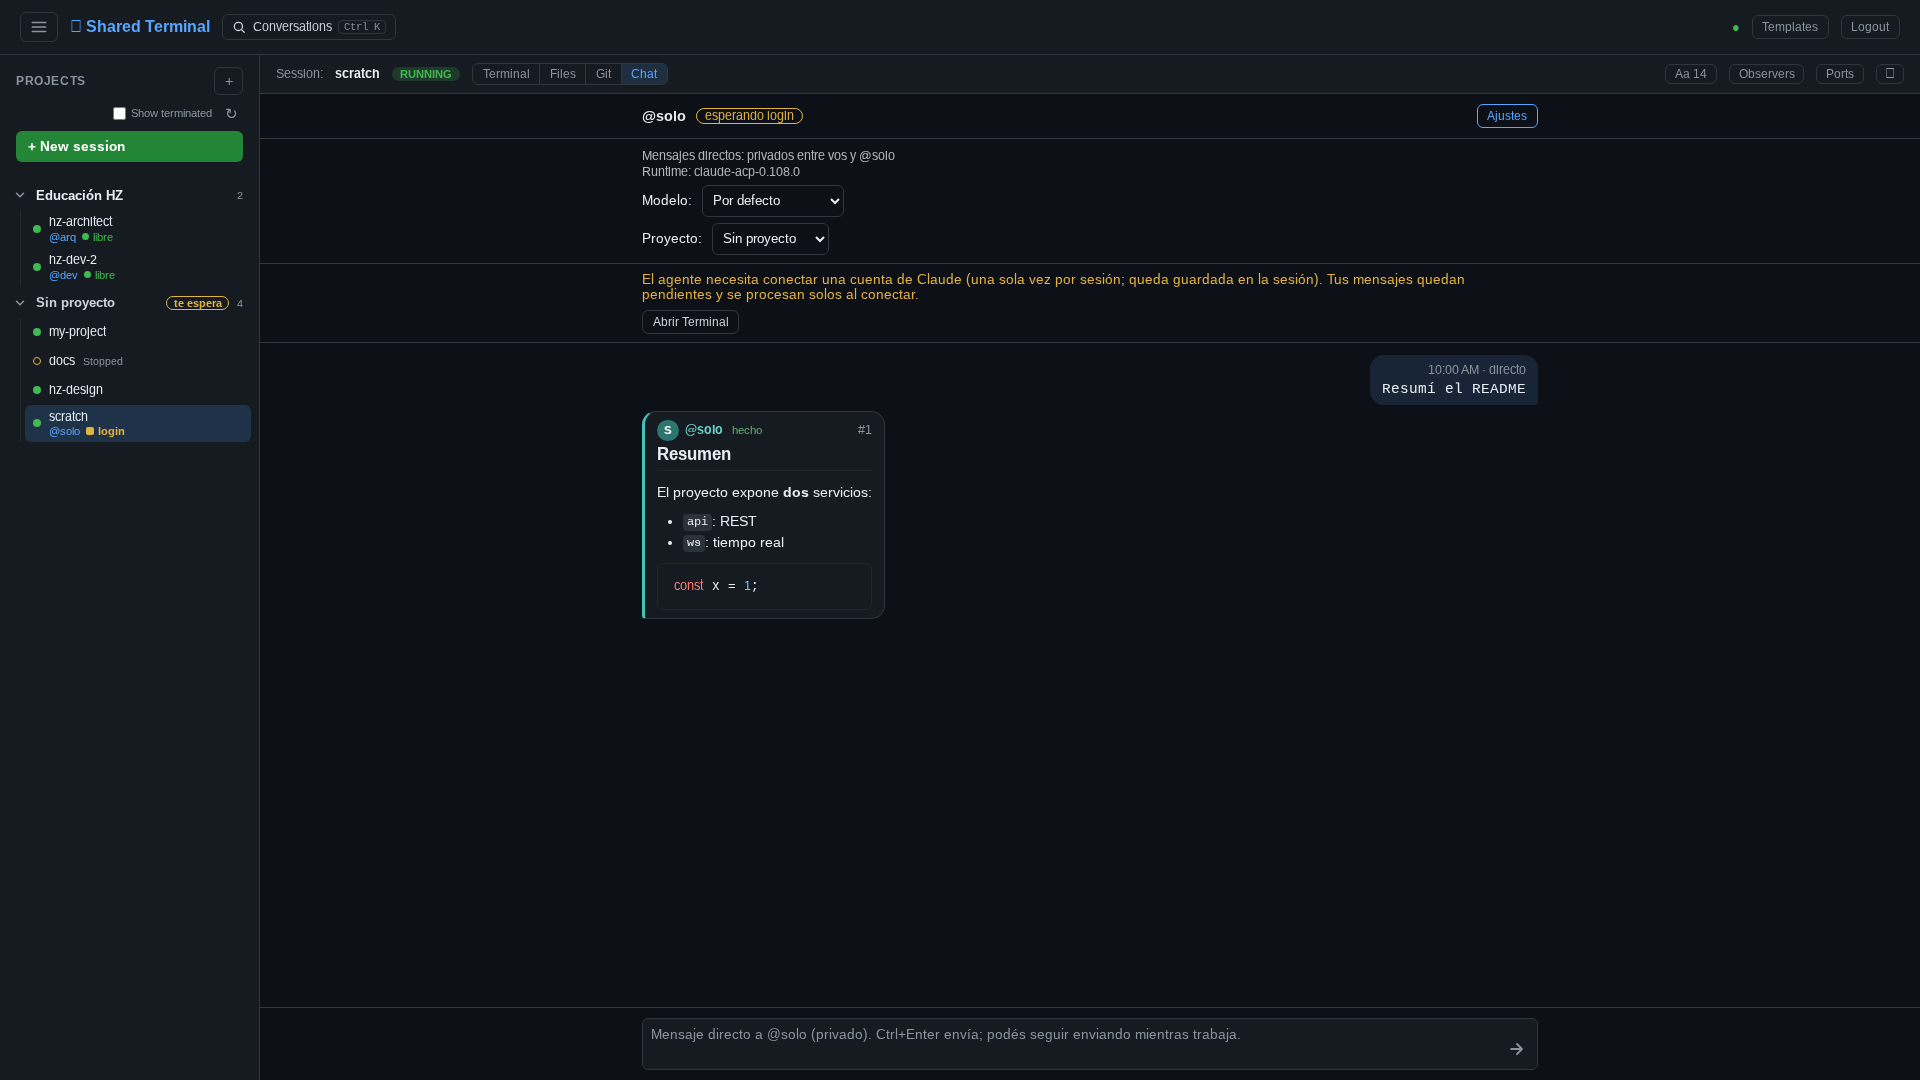 Shared Terminal
Conversations Ctrl K
Templates
Logout
PROJECTS
+
Show terminated
+ New session
Educación HZ 2
hz-architect
@arq libre
hz-dev-2
@dev libre
Sin proyecto te espera 4
my-project
docs Stopped
hz-design
scratch
@solo login
Session: scratch RUNNING Terminal Files Git Chat
Aa 14 Observers Ports
@solo esperando login
Ajustes
Mensajes directos: privados entre vos y @solo
Runtime: claude-acp-0.108.0
Modelo: Por defecto
Proyecto: Sin proyecto
El agente necesita conectar una cuenta de Claude (una sola vez por sesión; queda guardada en la sesión). Tus mensajes quedan
pendientes y se procesan solos al conectar.
Abrir Terminal
10:00 AM · directo
Resumí el README
S @solo hecho #1
Resumen
El proyecto expone dos servicios:
• api: REST
• ws: tiempo real
const x = 1;
Mensaje directo a @solo (privado). Ctrl+Enter envía; podés seguir enviando mientras trabaja.